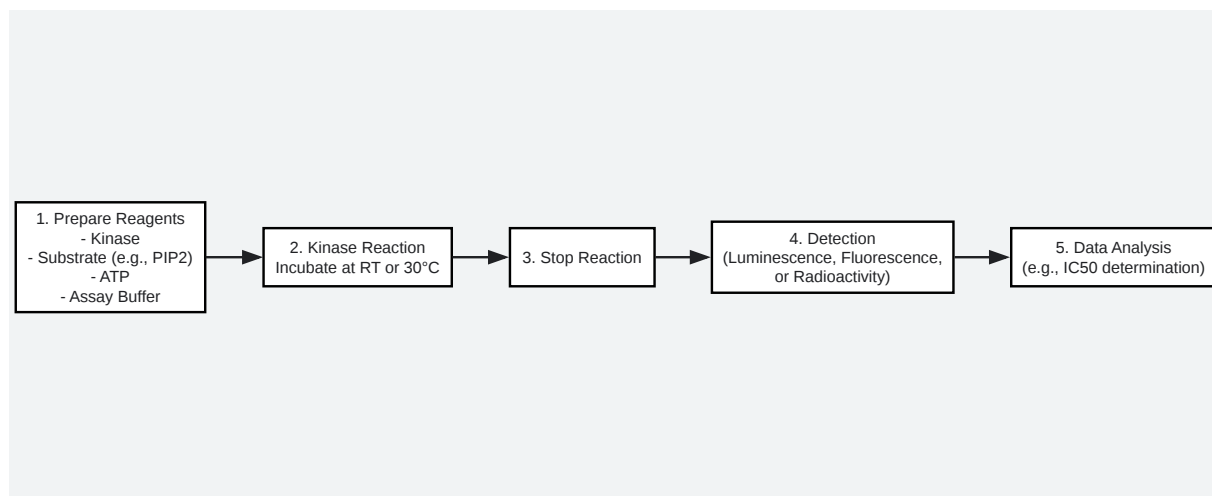 1. Prepare Reagents
- Kinase
- Substrate (e.g., PIP2)
- ATP
- Assay Buffer
2. Kinase Reaction
Incubate at RT or 30°C
3. Stop Reaction
4. Detection
(Luminescence, Fluorescence,
or Radioactivity)
5. Data Analysis
(e.g., IC50 determination)